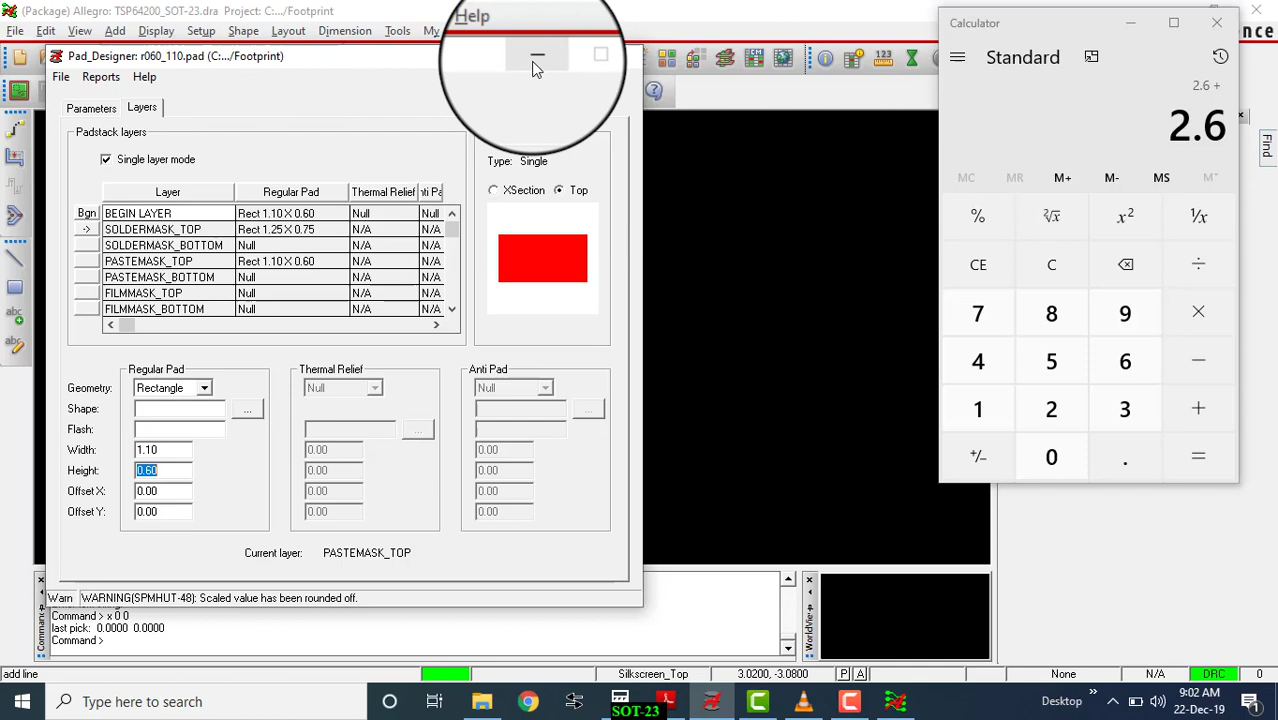 (Package) Allegro: TSP64200_SOT-23.dra Project: C:.../Footprint
File Edit View Add Display Setup Shape Layout Dimension Tools My
Help
Pad_Designer: r060_110.pad (C:.../Footprint)
File Reports Help
Parameters Layers
Padstack layers
Single layer mode
Layer Regular Pad Thermal Relief
Bgn BEGIN LAYER Rect 1.10 X 0.60 Null Null
-> SOLDERMASK_TOP Rect 1.25 X 0.75 N/A N/A
SOLDERMASK_BOTTOM Null N/A N/A
PASTEMASK_TOP Rect 1.10 X 0.60 N/A N/A
PASTEMASK_BOTTOM Null N/A N/A
FILMMASK_TOP Null N/A N/A
FILMMASK_BOTTOM Null N/A N/A
Type: Single
XSection Top
Regular Pad Thermal Relief Anti Pad
Geometry: Rectangle Null Null
Shape: ... ...
Flash: ...
Width: 1.10 0.00 0.00
Height: 0.60 0.00 0.00
Offset X: 0.00 0.00 0.00
Offset Y: 0.00 0.00 0.00
Current layer: PASTEMASK_TOP
Warn WARNING(SPMHUT-48): Scaled value has been rounded off.
Command > x 0 0
last pick: 0.0000 0.0000
Command >
WorldView
Find
Calculator
Standard
2.6 +
2.6
MC MR M+ M- MS M˅
% ²√x x² ¹/x
CE C ÷
7 8 9 ×
4 5 6 −
1 2 3 +
+/− 0 . =
add line Silkscreen_Top 3.0200, -3.0800 P A None N/A DRC 0
Type here to search
SOT-23
Desktop
9:02 AM
22-Dec-19
1